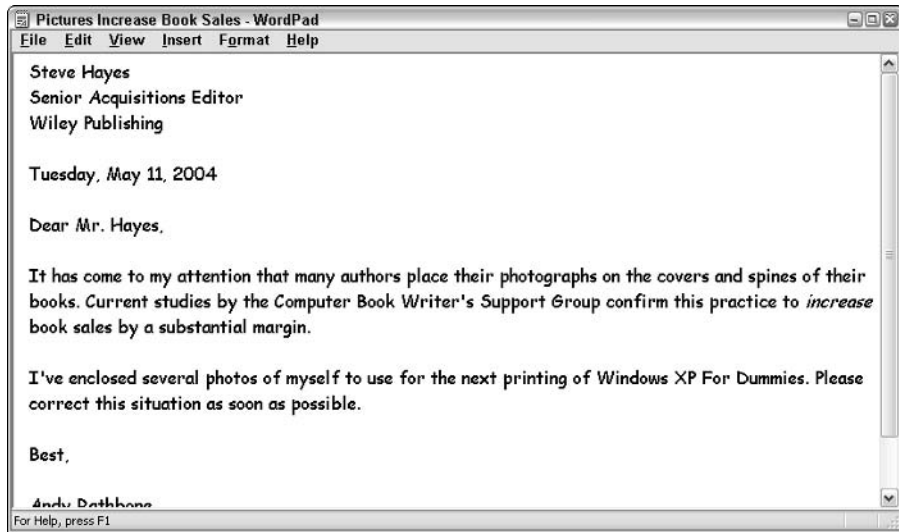 Pictures Increase Book Sales - WordPad
File Edit View Insert Format Help
Steve Hayes
Senior Acquisitions Editor
Wiley Publishing
Tuesday, May 11, 2004
Dear Mr. Hayes,
It has come to my attention that many authors place their photographs on the covers and spines of their
books. Current studies by the Computer Book Writer's Support Group confirm this practice to increase
book sales by a substantial margin.
I've enclosed several photos of myself to use for the next printing of Windows XP For Dummies. Please
correct this situation as soon as possible.
Best,
Andy Rathbone
For Help, press F1